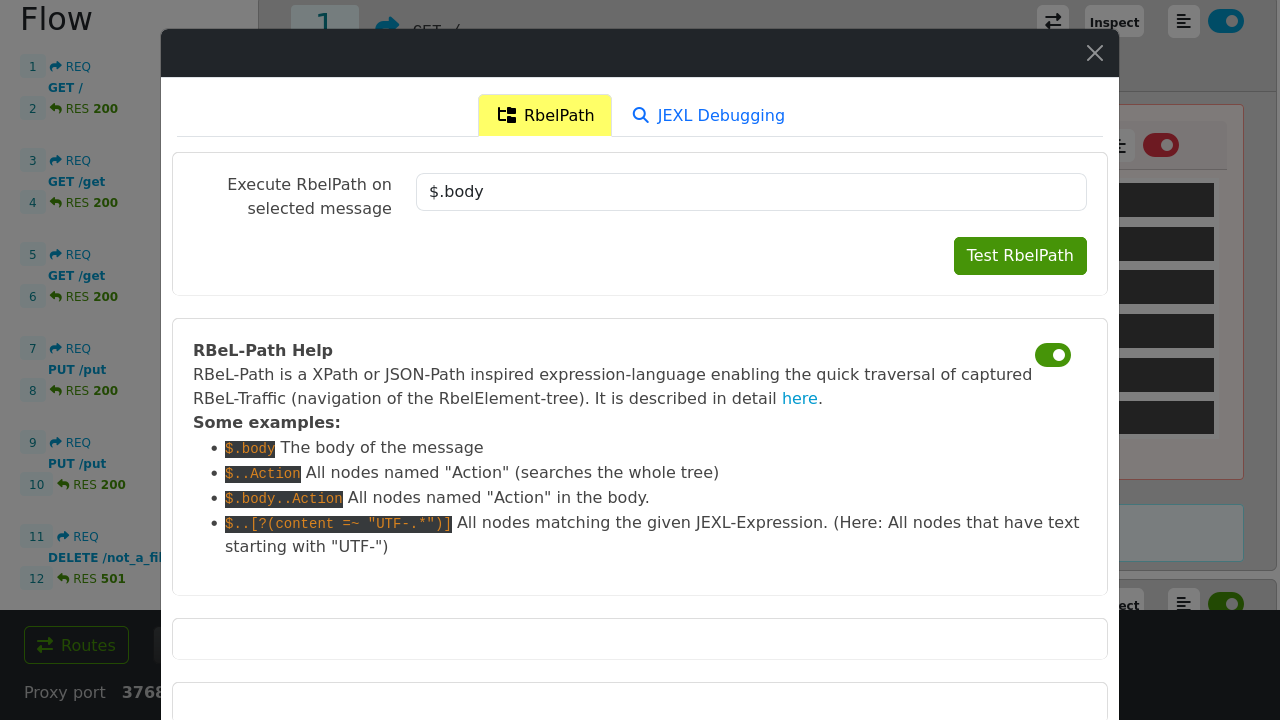 Flow
1 REQ
GET /
2 RES 200
3 REQ
GET /get
4 RES 200
5 REQ
GET /get
6 RES 200
7 REQ
PUT /put
8 RES 200
9 REQ
PUT /put
10 RES 200
11 REQ
DELETE /not_a_fil
12 RES 501
Routes
Proxy port 3768
1 GET /
Inspect
RbelPath JEXL Debugging
Execute RbelPath on
selected message
$.body
Test RbelPath
RBeL-Path Help
RBeL-Path is a XPath or JSON-Path inspired expression-language enabling the quick traversal of captured
RBeL-Traffic (navigation of the RbelElement-tree). It is described in detail here.
Some examples:
• $.body The body of the message
• $..Action All nodes named "Action" (searches the whole tree)
• $.body..Action All nodes named "Action" in the body.
• $..[?(content =~ "UTF-.*")] All nodes matching the given JEXL-Expression. (Here: All nodes that have text
starting with "UTF-")
pect